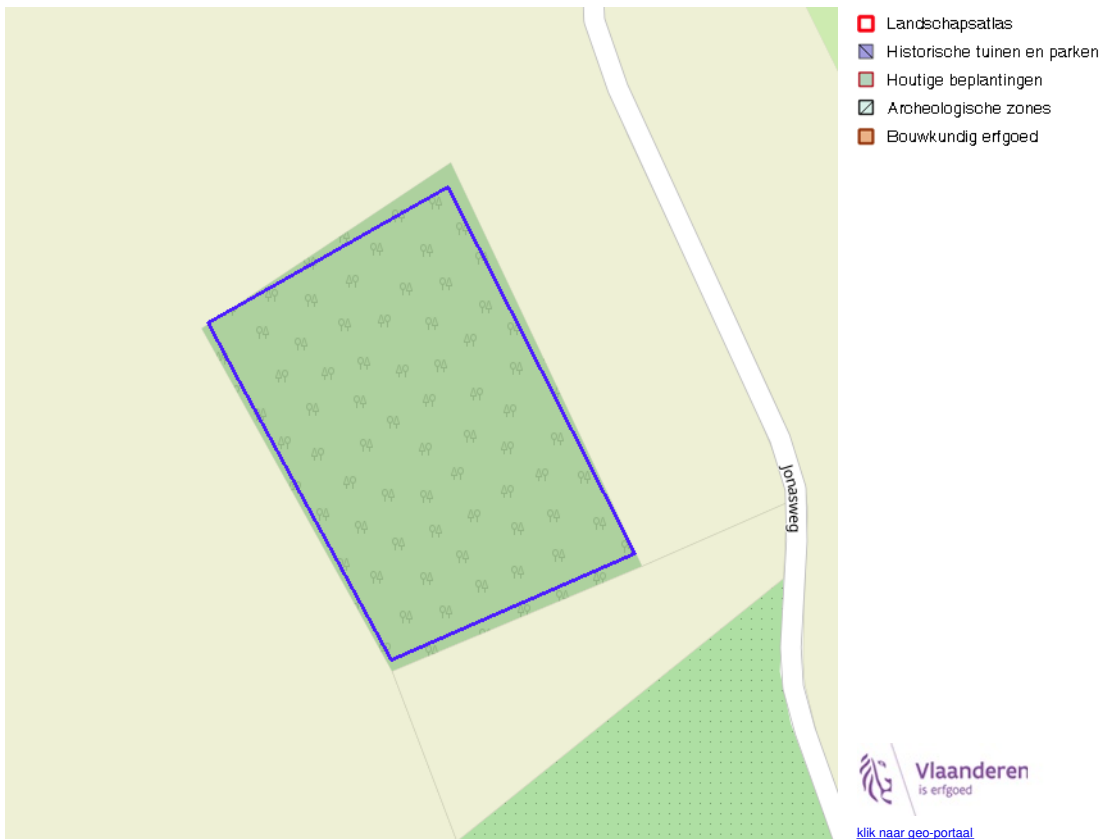 Landschapsatlas
Historische tuinen en parken
Houtige beplantingen
Archeologische zones
Bouwkundig erfgoed
Jonasweg
Vlaanderen
is erfgoed
klik naar geo-portaal